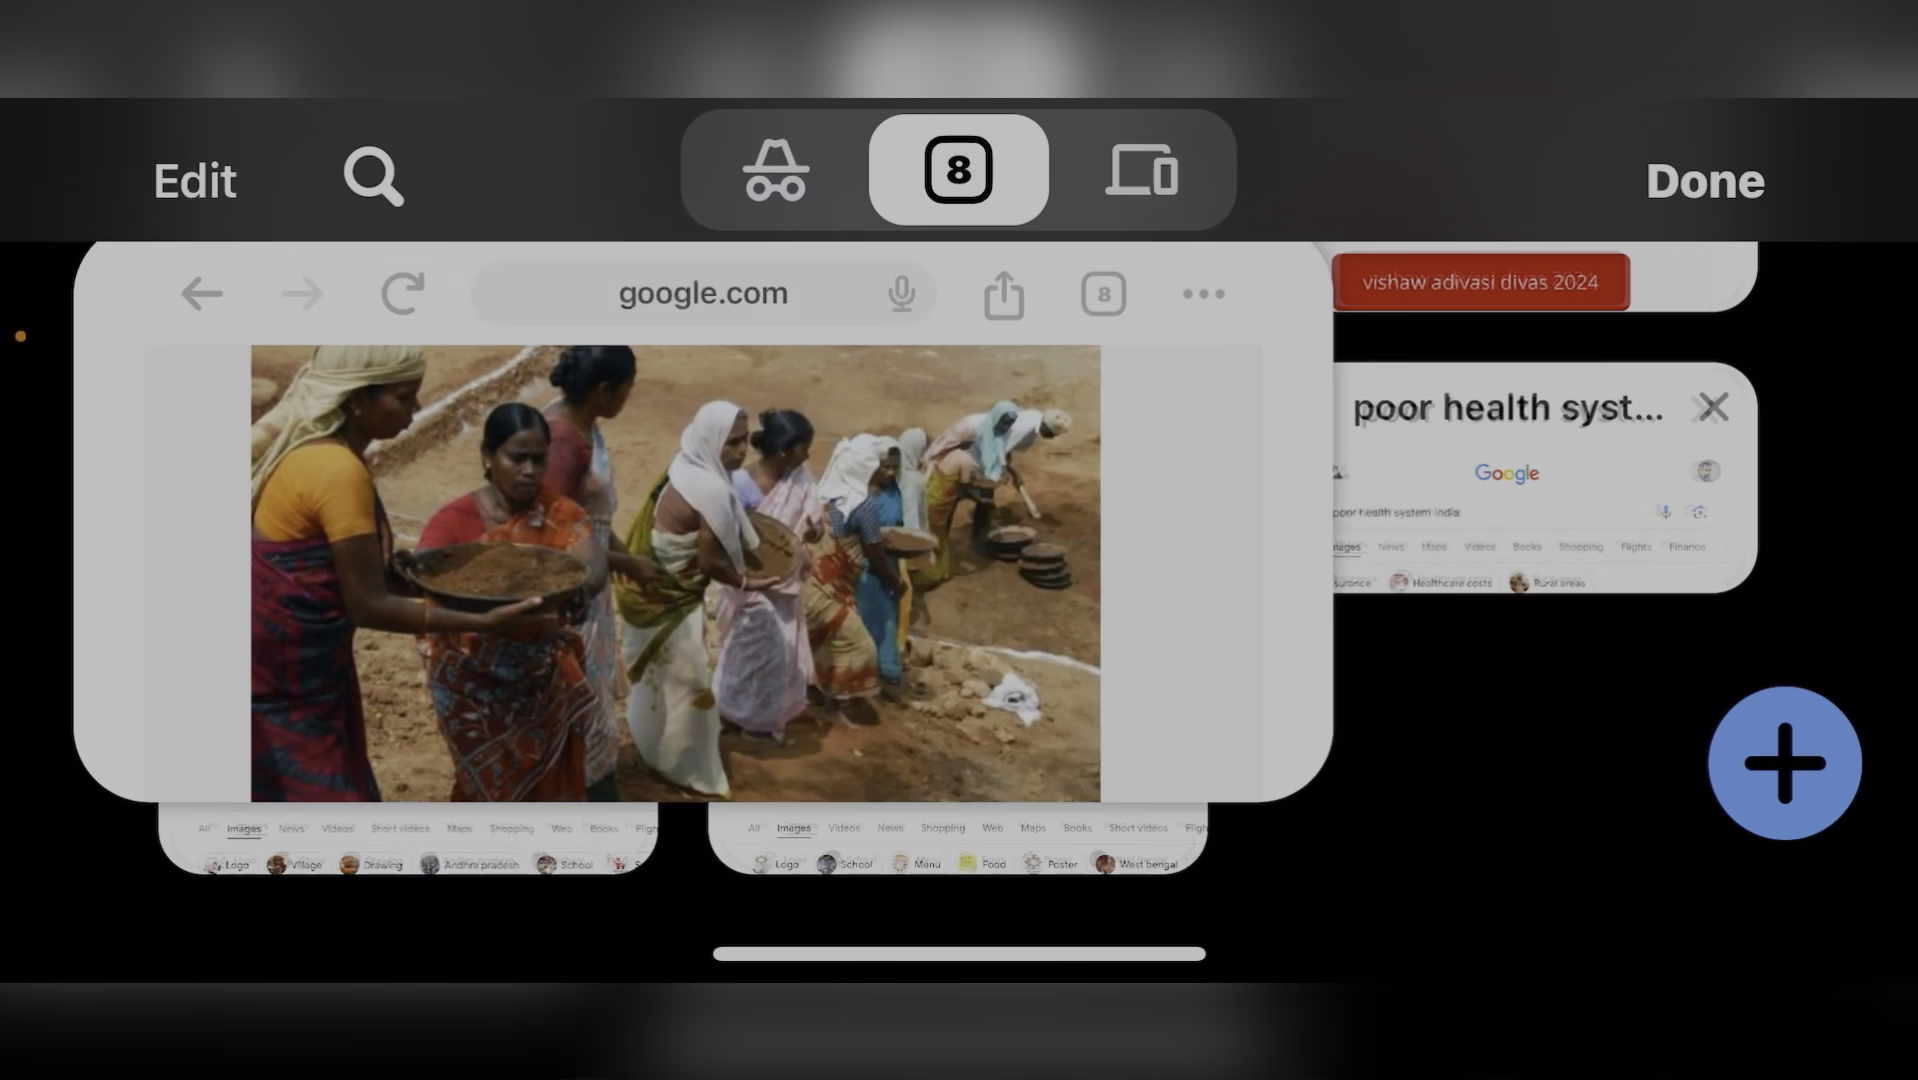 Edit
8
Done
google.com
8
vishaw adivasi divas 2024
poor health syst...
Google
poor health system india
News Maps Videos Books Shopping Flights Finance
Healthcare costs Rural areas
All Images News Videos Short videos Maps Shopping Web Books
Logo Village Drawing Andhra pradesh School
All Images Videos News Shopping Web Maps Books Short videos
Logo School Menu Food Poster West bengal